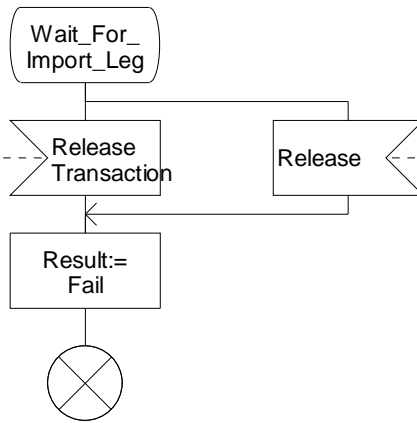 Wait_For_
Import_Leg
Release
Transaction
Release
Result:=
Fail